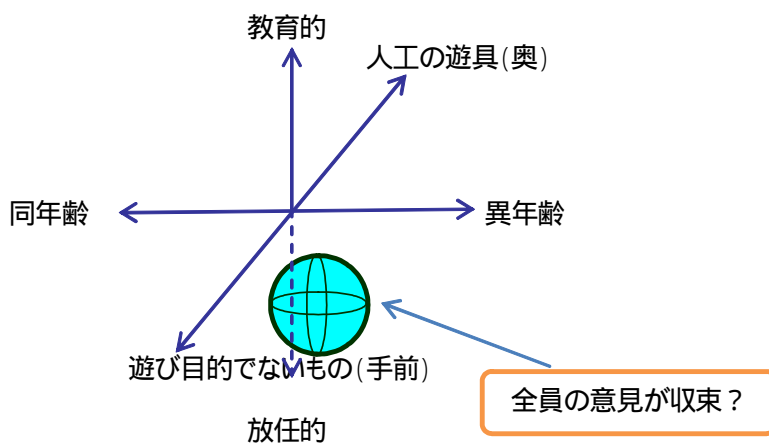 教育的
人工の遊具(奥)
同年齢
異年齢
遊び目的でないもの(手前)
全員の意見が収束？
放任的